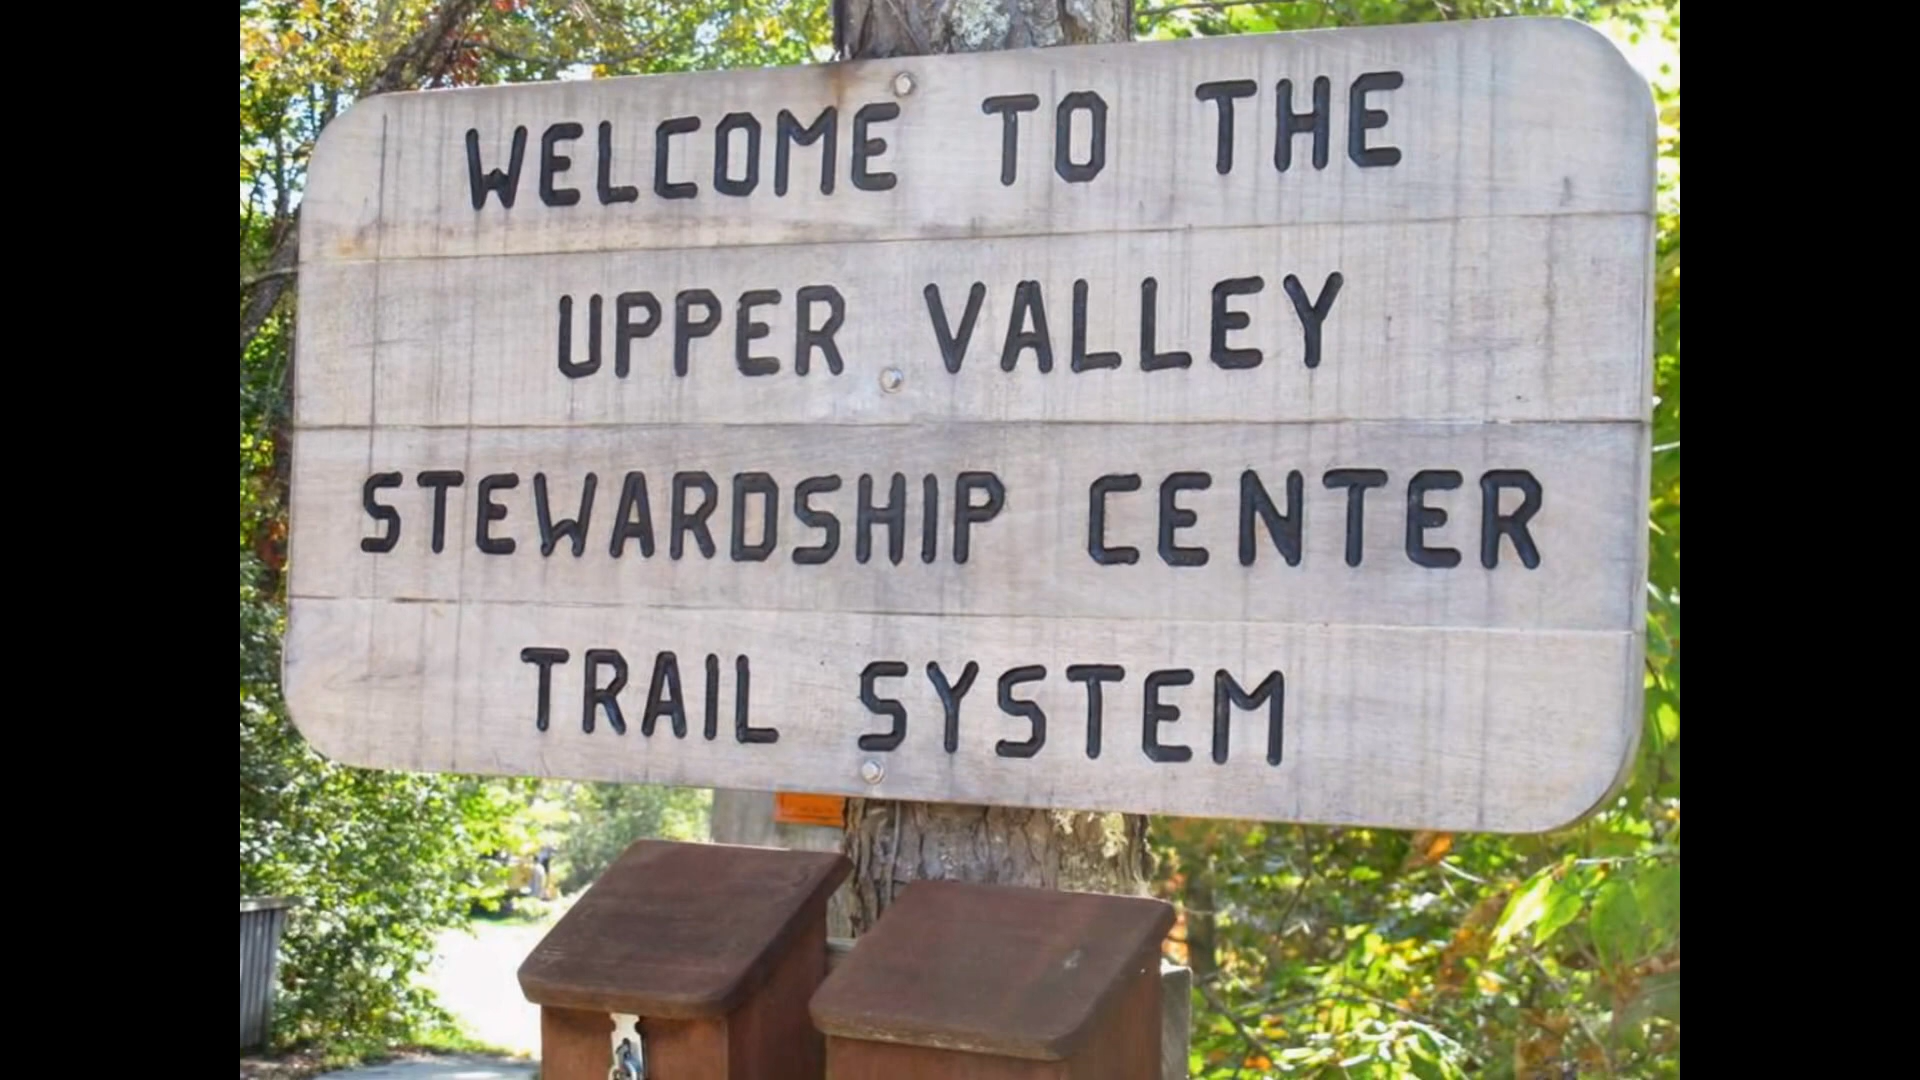 WELCOME TO THE
UPPER VALLEY
STEWARDSHIP CENTER
TRAIL SYSTEM